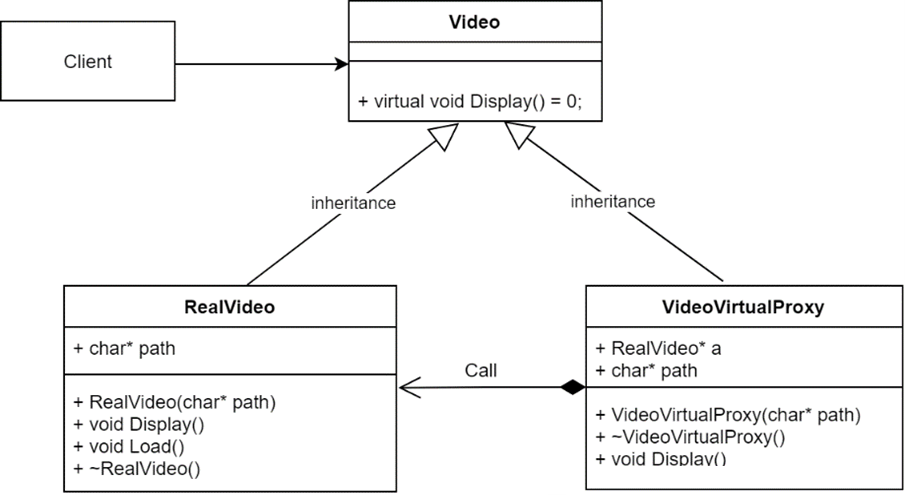 Video
Client
+ virtual void Display() = 0;
inheritance
inheritance
RealVideo
+ char* path
+ RealVideo(char* path)
+ void Display()
+ void Load()
+ ~RealVideo()
Call
VideoVirtualProxy
+ RealVideo* a
+ char* path
+ VideoVirtualProxy(char* path)
+ ~VideoVirtualProxy()
+ void Display()